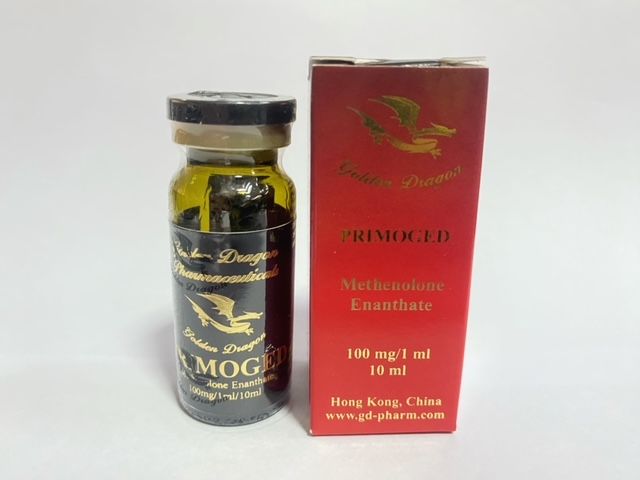 Golden Dragon
Pharmaceuticals
Golden Dragon
PRIMOGED
100mg/1ml/10ml
Golden Dragon
PRIMOGED
Methenolone
Enanthate
100 mg/1 ml
10 ml
Hong Kong, China
www.gd-pharm.com